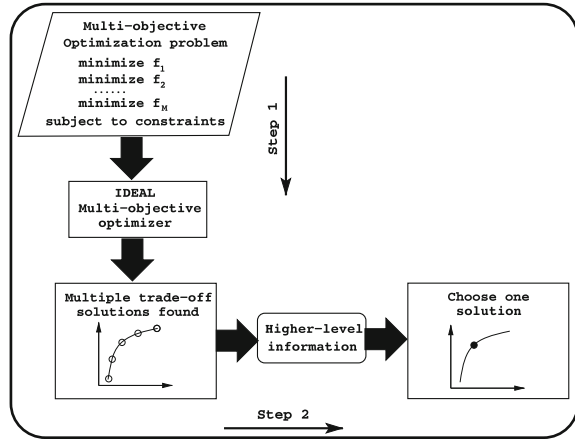 Multi-objective
Optimization problem
minimize f1
minimize f2
......
minimize fM
subject to constraints
Step 1
IDEAL
Multi-objective
optimizer
Multiple trade-off
solutions found
Higher-level
information
Choose one
solution
Step 2